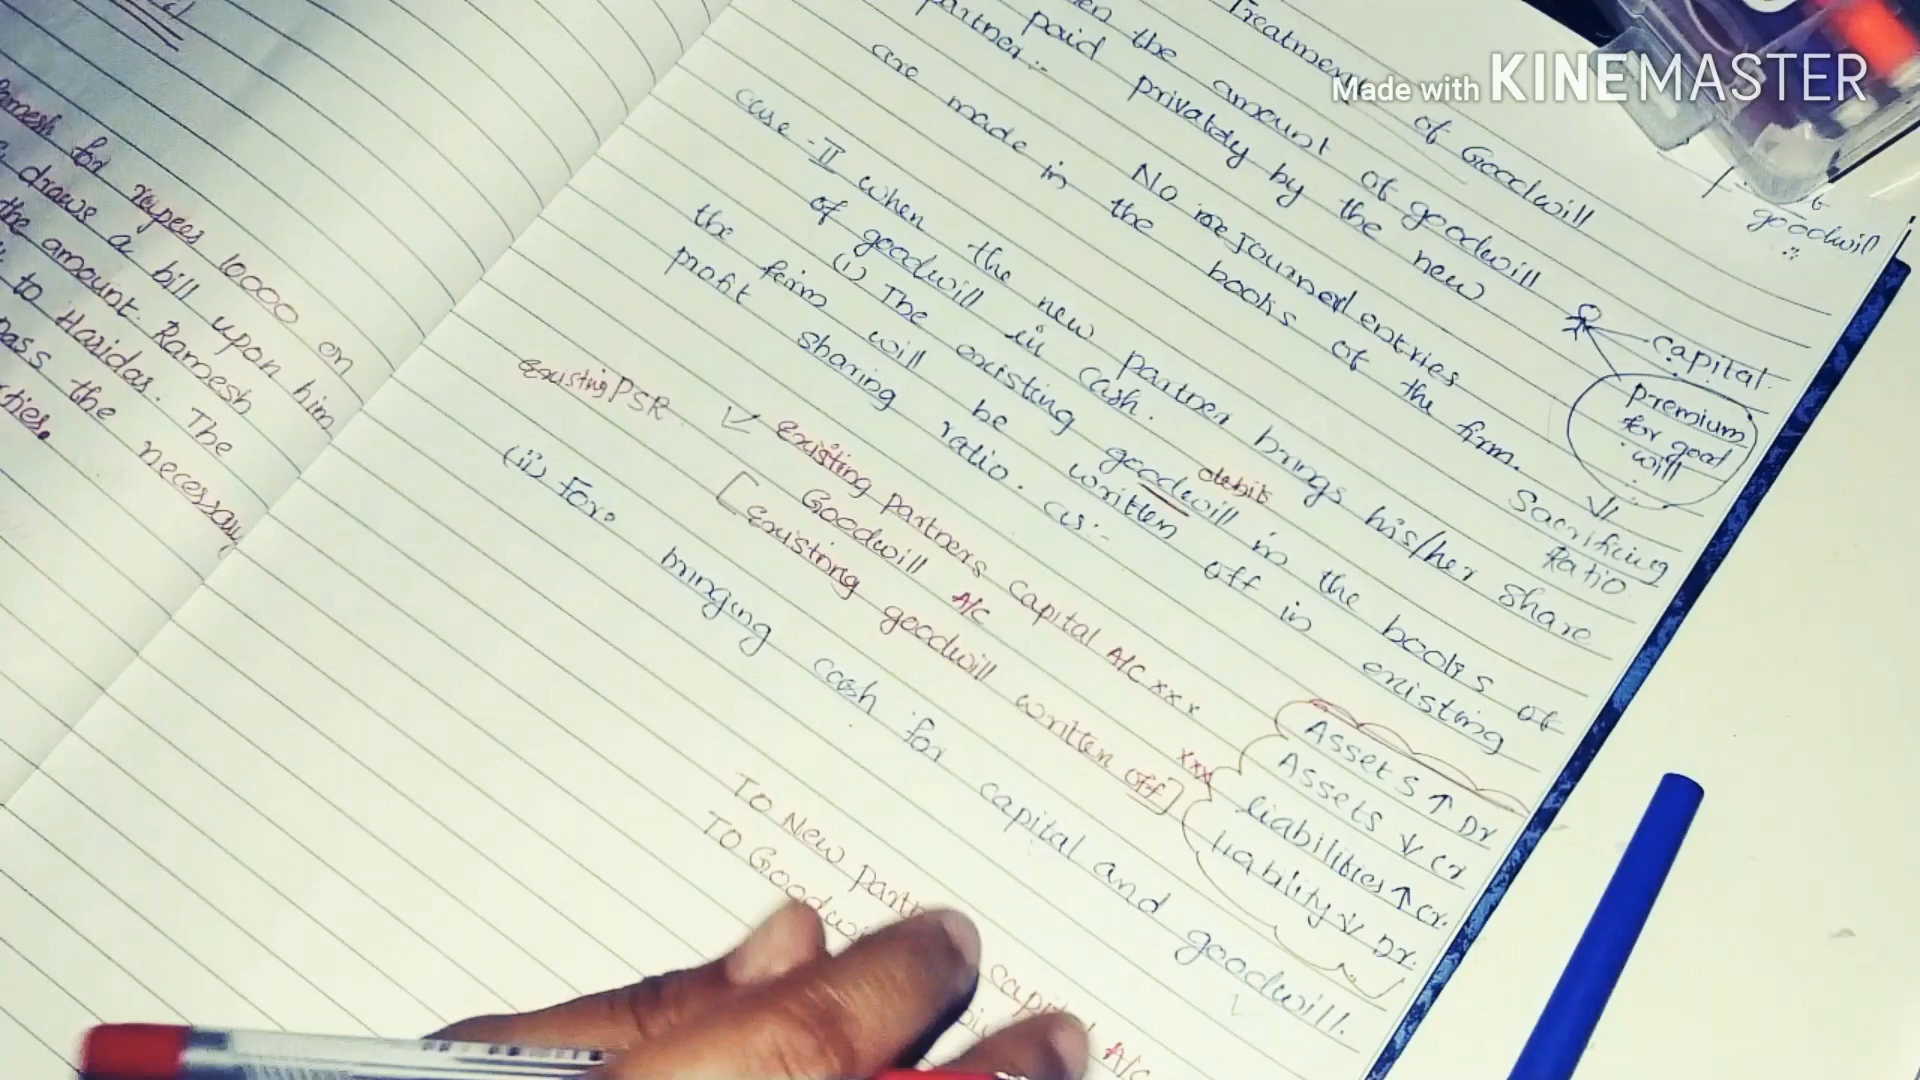 Ramesh for rupees 10000 on
draws a bill upon him
the amount. Ramesh
to Haridas. The
pass the necessary
Treatment of Goodwill
the amount of goodwill
paid privately by the new
partner:-
No journal entries
are made in the books of the firm.
case-II when the new partner brings his/her share
of goodwill in cash.
(i) The existing goodwill in the books of
the firm will be written off in existing
profit sharing ratio. as:-
debit
existing PSR
existing partners capital A/C xxx
Goodwill A/C xxx
[existing goodwill written off]
(ii) For bringing cash for capital and goodwill.
To New capital A/C
To
goodwill
capital
premium
for good
will
Sacrificing
Ratio
Assets ↑ Dr
Assets ↓ Cr
liabilities ↑ Cr.
liability ↓ Dr.
Made with KINEMASTER